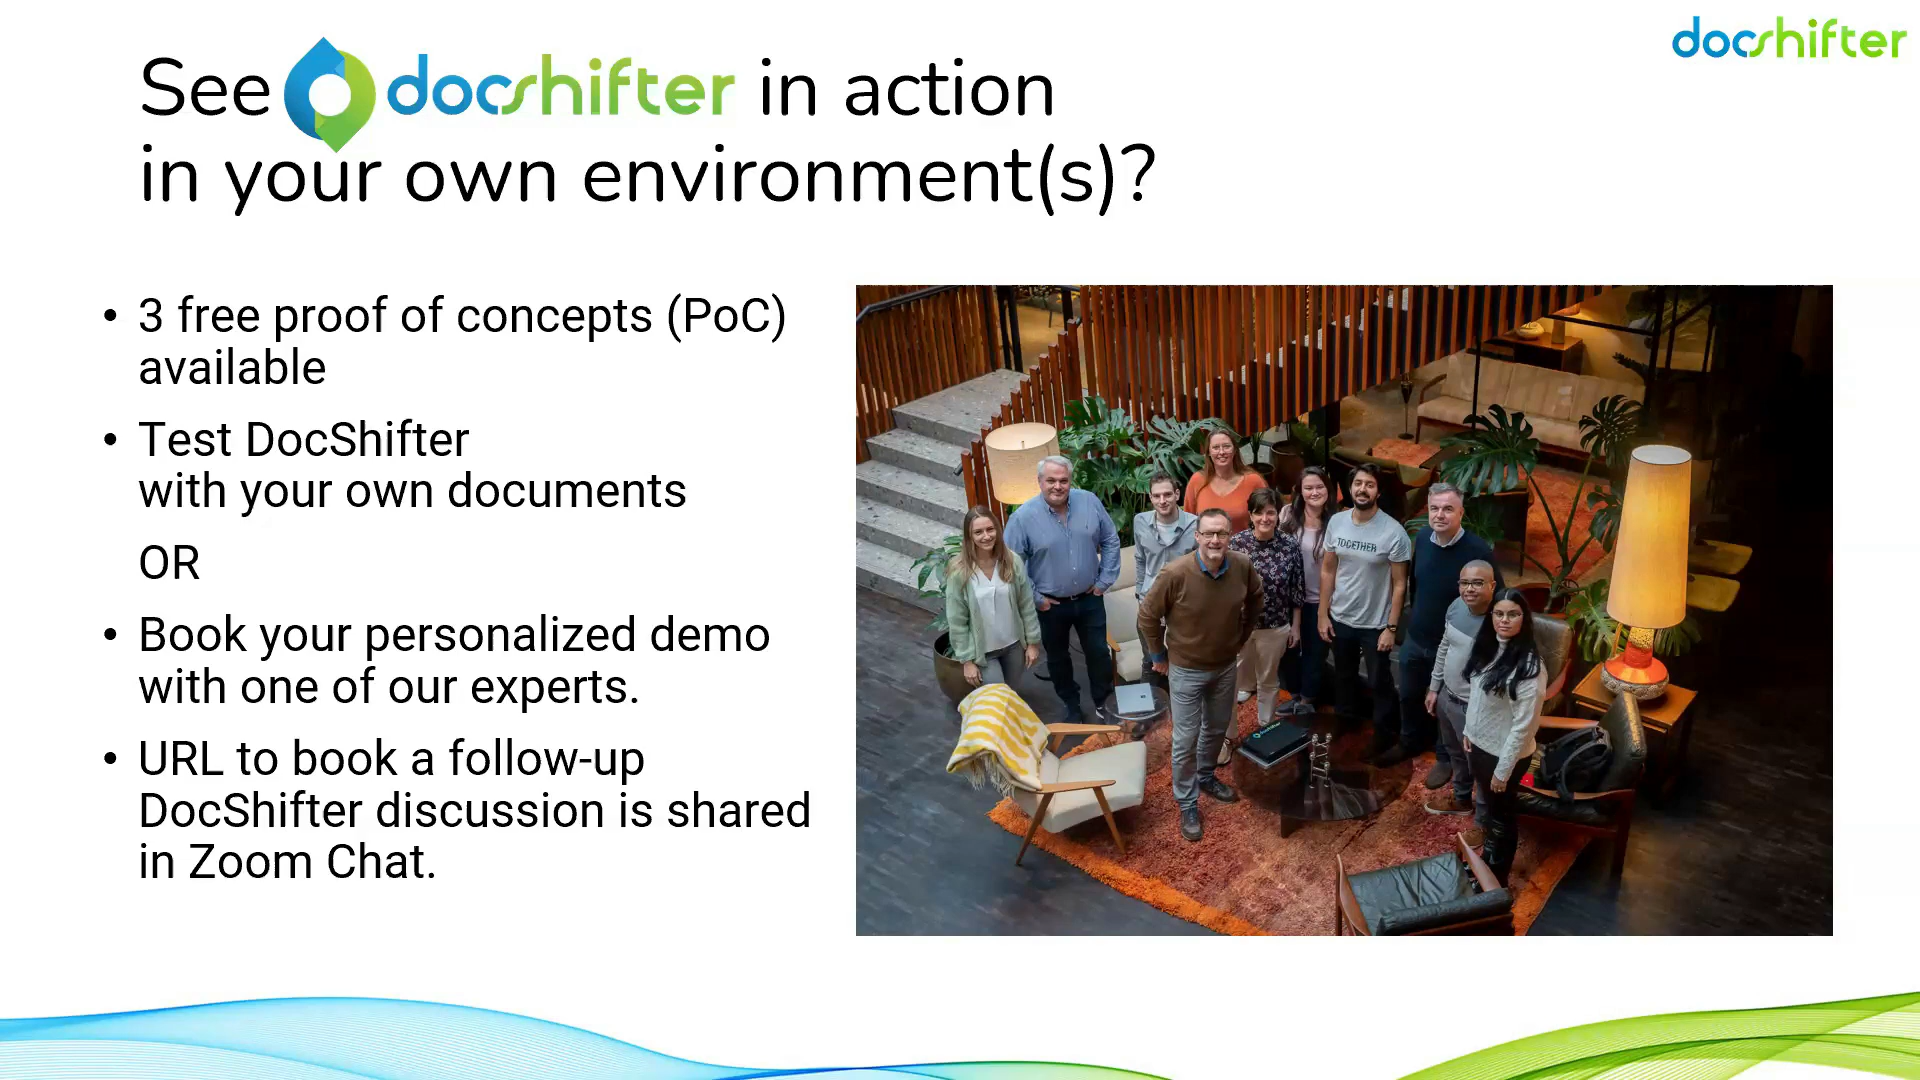 docshifter
See docshifter in action
in your own environment(s)?
• 3 free proof of concepts (PoC)
available
• Test DocShifter
with your own documents
OR
• Book your personalized demo
with one of our experts.
• URL to book a follow-up
DocShifter discussion is shared
in Zoom Chat.
TOGETHER